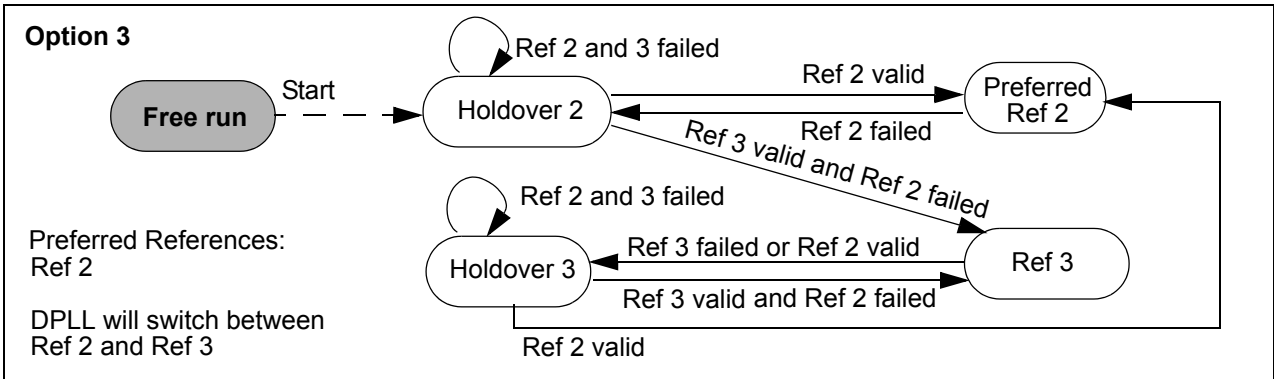 Option 3
Ref 2 and 3 failed
Start
Free run
Holdover 2
Ref 2 valid
Preferred
Ref 2
Ref 2 failed
Ref 3 valid and Ref 2 failed
Ref 2 and 3 failed
Preferred References:
Ref 2
Holdover 3
Ref 3 failed or Ref 2 valid
Ref 3
Ref 3 valid and Ref 2 failed
DPLL will switch between
Ref 2 and Ref 3
Ref 2 valid